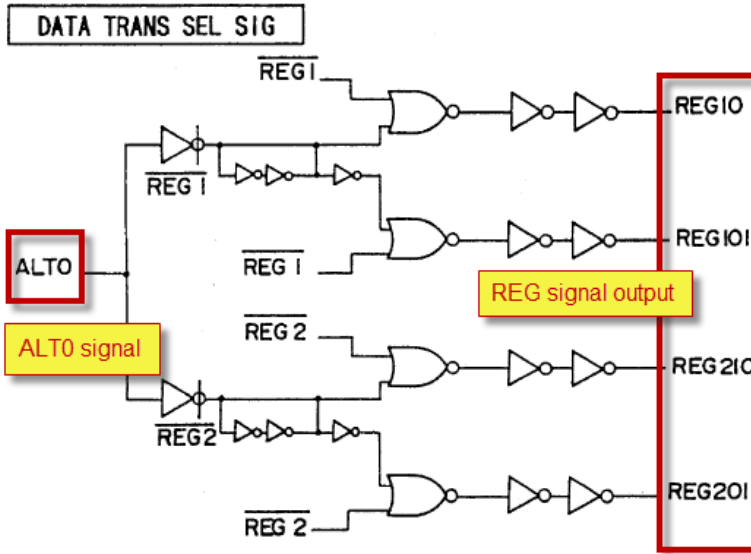 DATA TRANS SEL SIG
REG1
REG10
REG1
REG101
REG1
ALT0
REG signal output
REG2
ALT0 signal
REG210
REG2
REG201
REG2